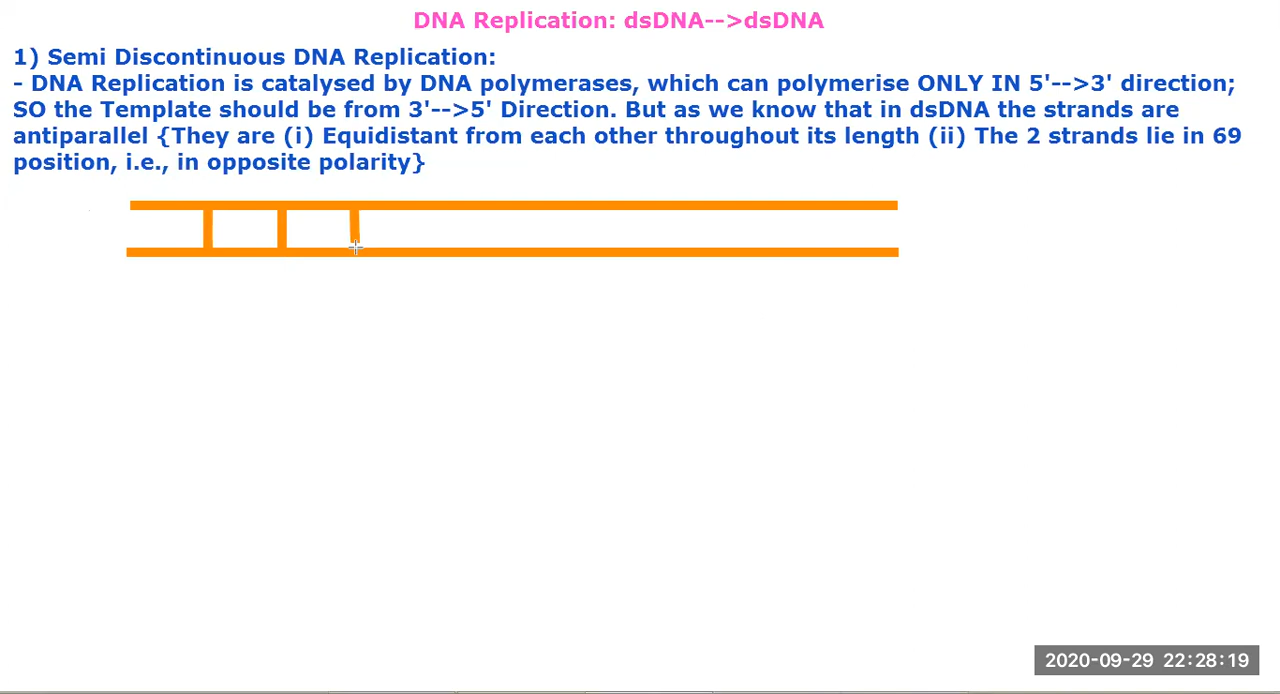 DNA Replication: dsDNA-->dsDNA
1) Semi Discontinuous DNA Replication:
- DNA Replication is catalysed by DNA polymerases, which can polymerise ONLY IN 5'-->3' direction;
SO the Template should be from 3'-->5' Direction. But as we know that in dsDNA the strands are
antiparallel {They are (i) Equidistant from each other throughout its length (ii) The 2 strands lie in 69
position, i.e., in opposite polarity}
2020-09-29 22:28:19